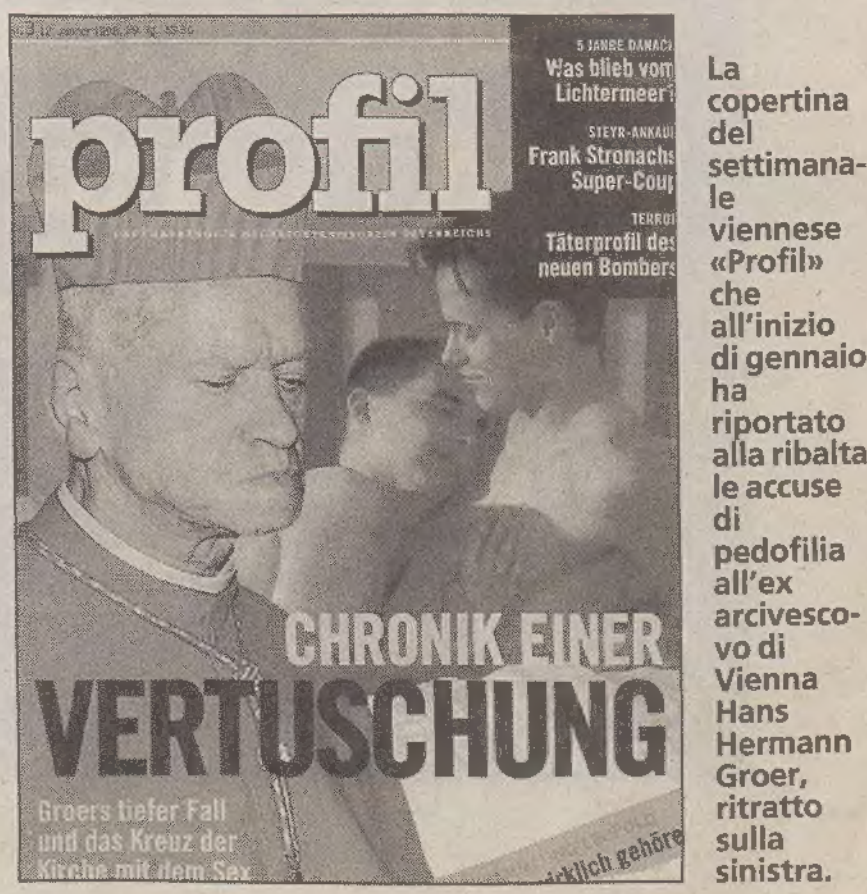 profil
5 JAHRE DANACH
Was blieb vom
Lichtermeer?
STEYR-ANKAUF
Frank Stronachs
Super-Coup
TERROR
Täterprofil des
neuen Bombers
CHRONIK EINER
VERTUSCHUNG
Groers tiefer Fall
und das Kreuz der
Kirche mit dem Sex
wirklich gehöre
La
copertina
del
settimana-
le
viennese
«Profil»
che
all'inizio
di gennaio
ha
riportato
alla ribalta
le accuse
di
pedofilia
all'ex
arcivesco-
vo di
Vienna
Hans
Hermann
Groer,
ritratto
sulla
sinistra.